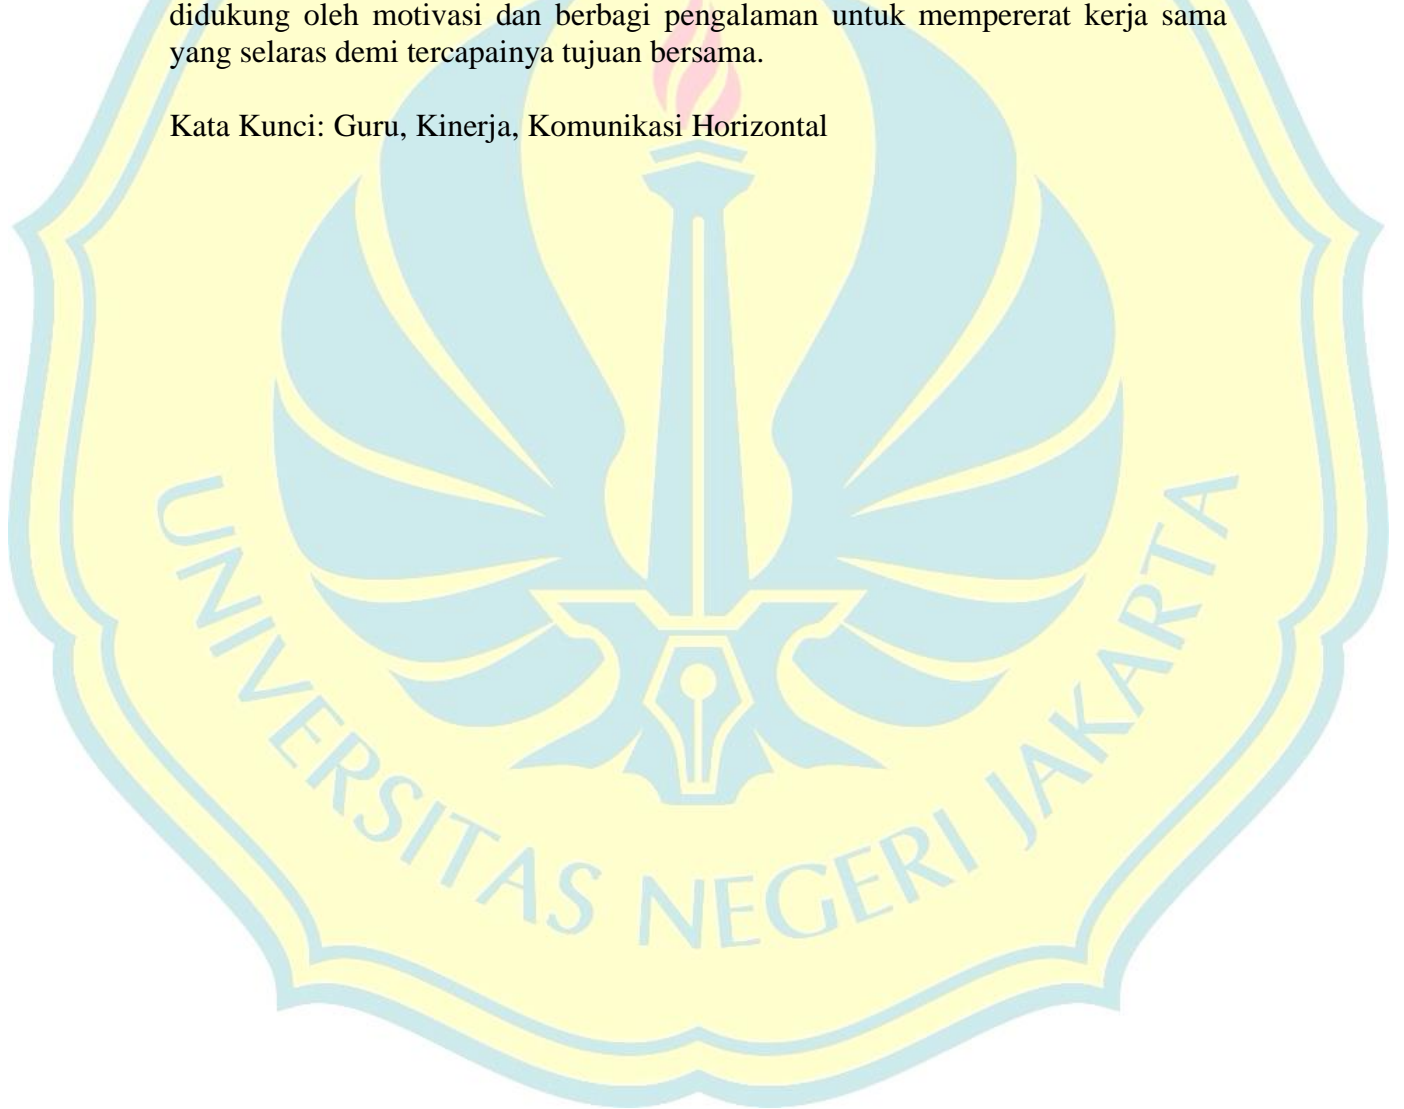 didukung oleh motivasi dan berbagi pengalaman untuk mempererat kerja sama
yang selaras demi tercapainya tujuan bersama.
Kata Kunci: Guru, Kinerja, Komunikasi Horizontal
UNIVERSITAS NEGERI JAKARTA